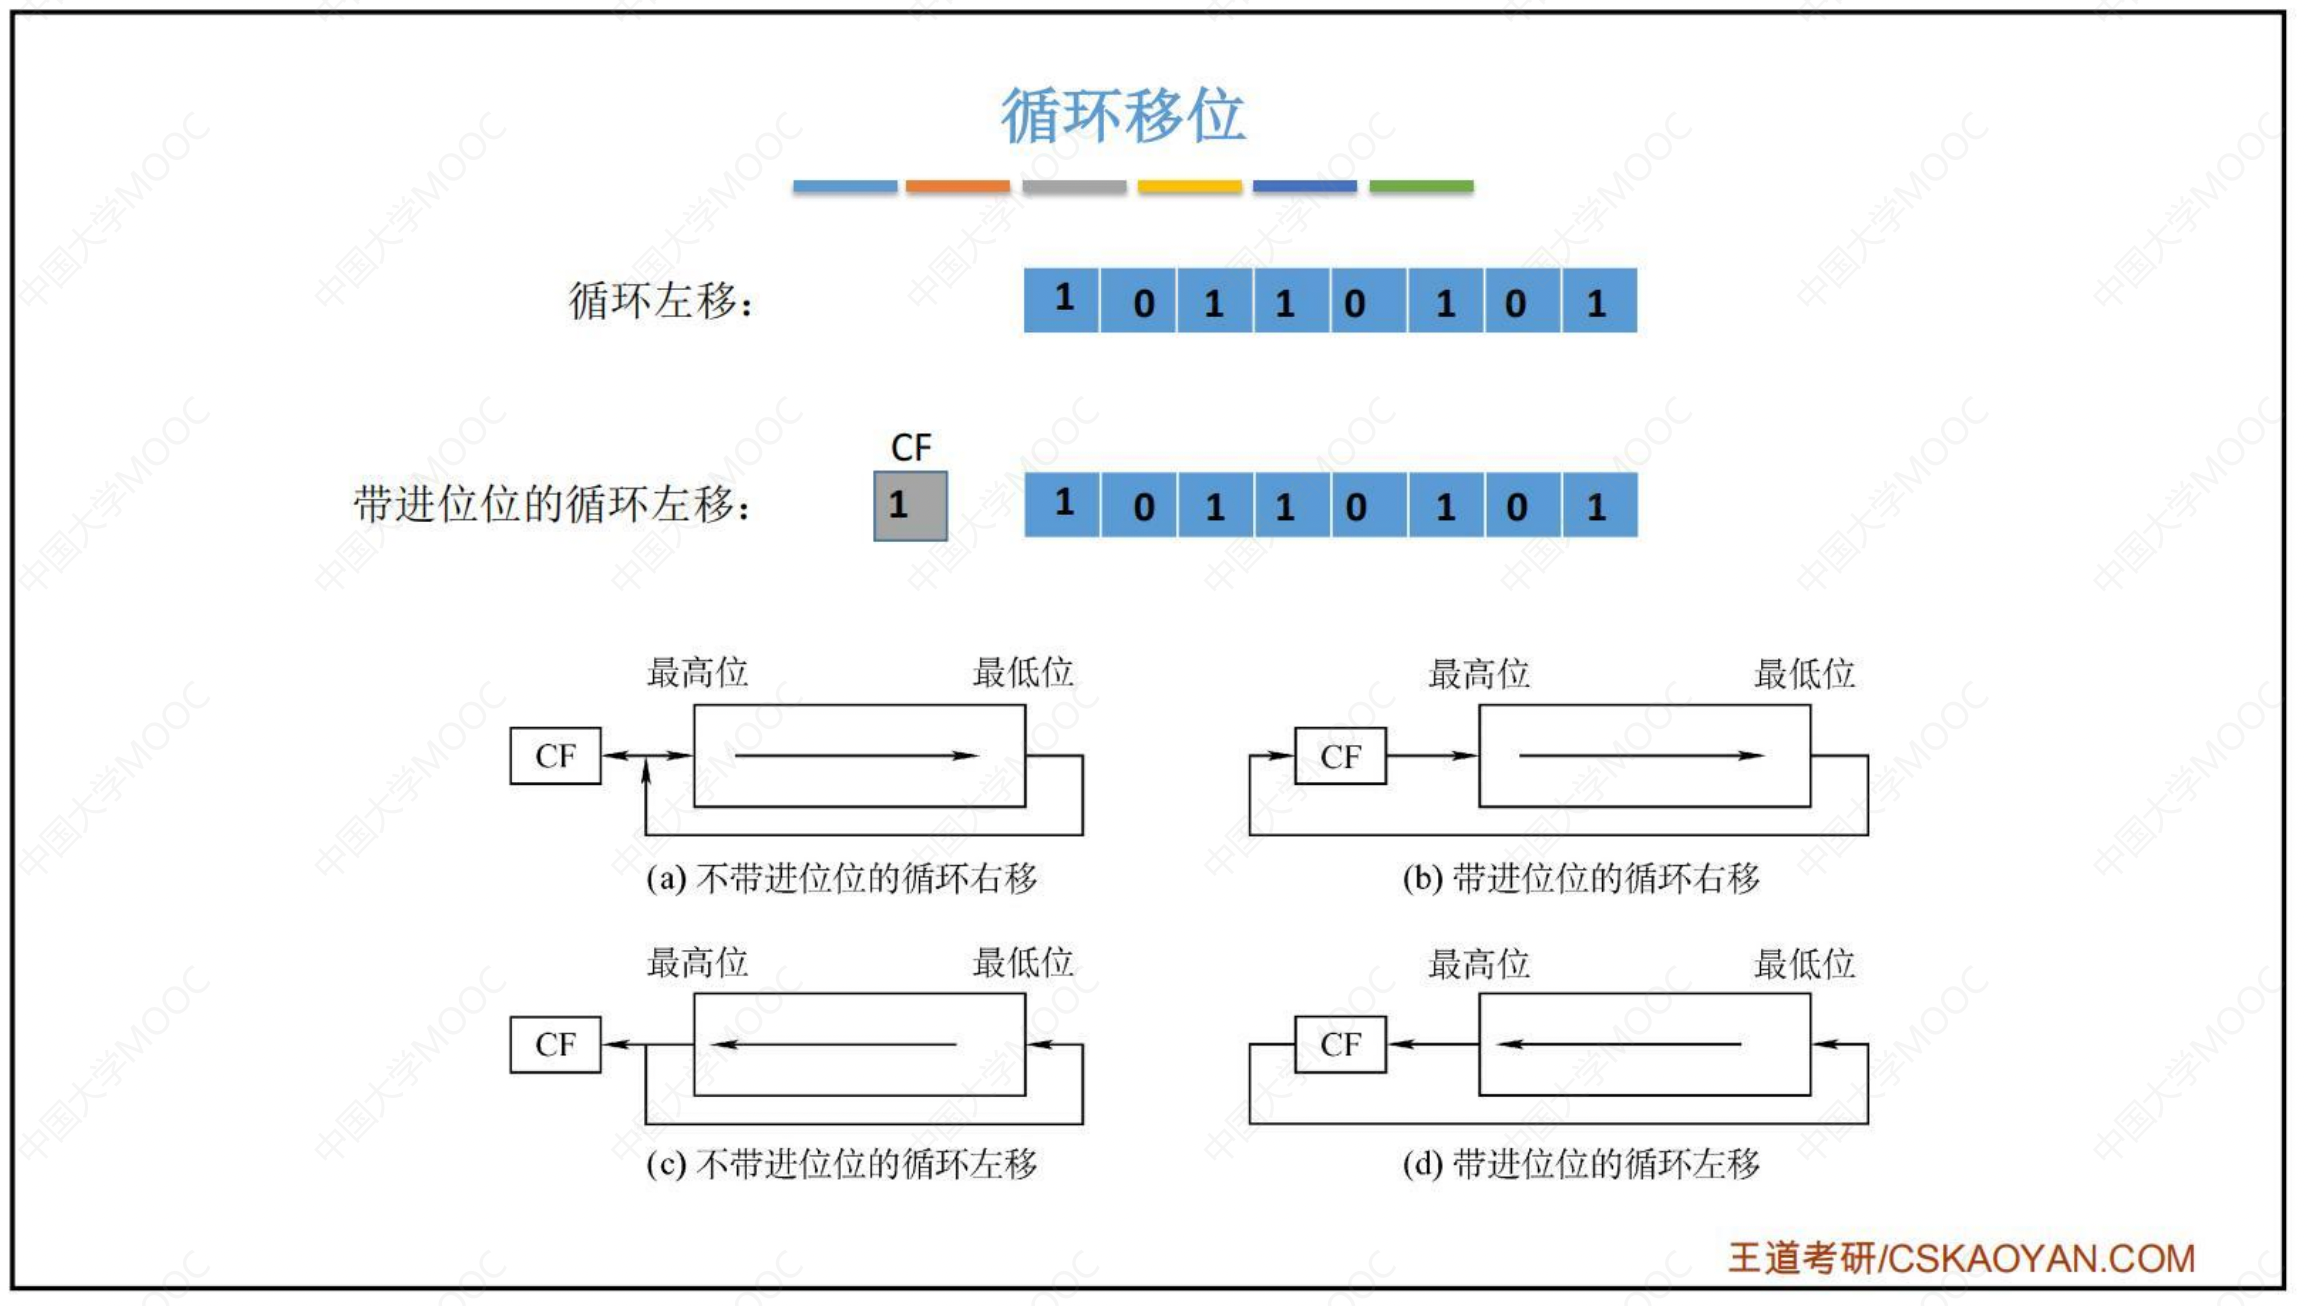 循环移位
循环左移：
1 0 1 1 0 1 0 1
CF
带进位位的循环左移：
1
1 0 1 1 0 1 0 1
最高位 最低位
CF
(a) 不带进位位的循环右移
最高位 最低位
CF
(b) 带进位位的循环右移
最高位 最低位
CF
(c) 不带进位位的循环左移
最高位 最低位
CF
(d) 带进位位的循环左移
王道考研/CSKAOYAN.COM
中国大学MOOC